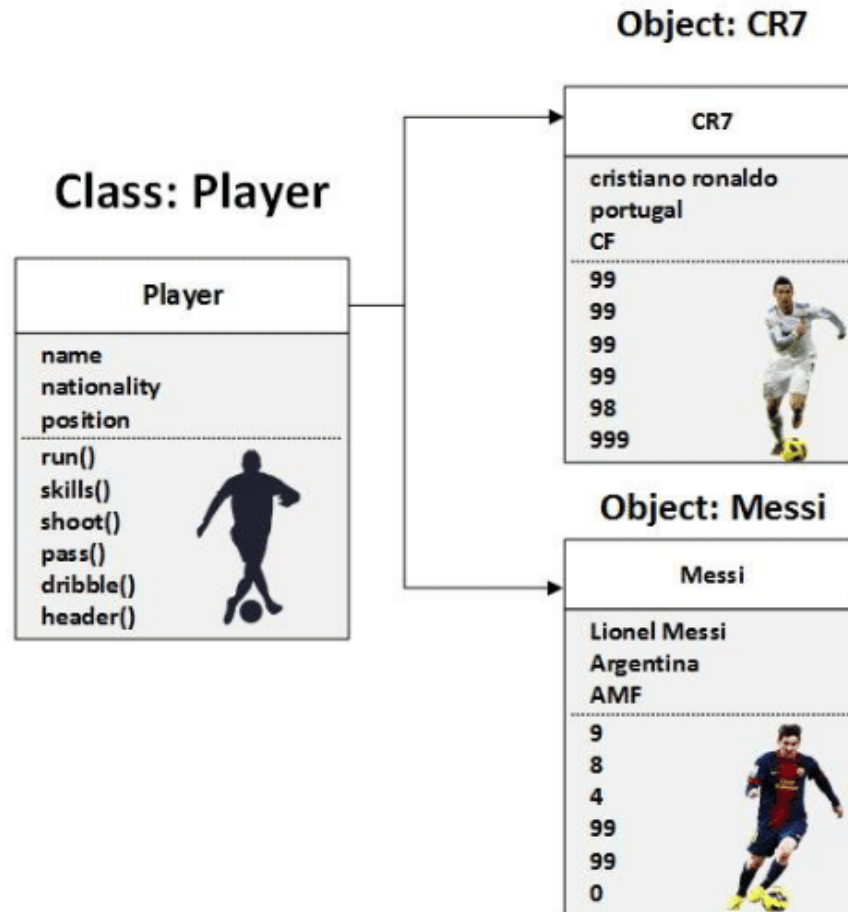 Class: Player
Player
name
nationality
position
run()
skills()
shoot()
pass()
dribble()
header()
Object: CR7
CR7
cristiano ronaldo
portugal
CF
99
99
99
99
98
999
Object: Messi
Messi
Lionel Messi
Argentina
AMF
9
8
4
99
99
0